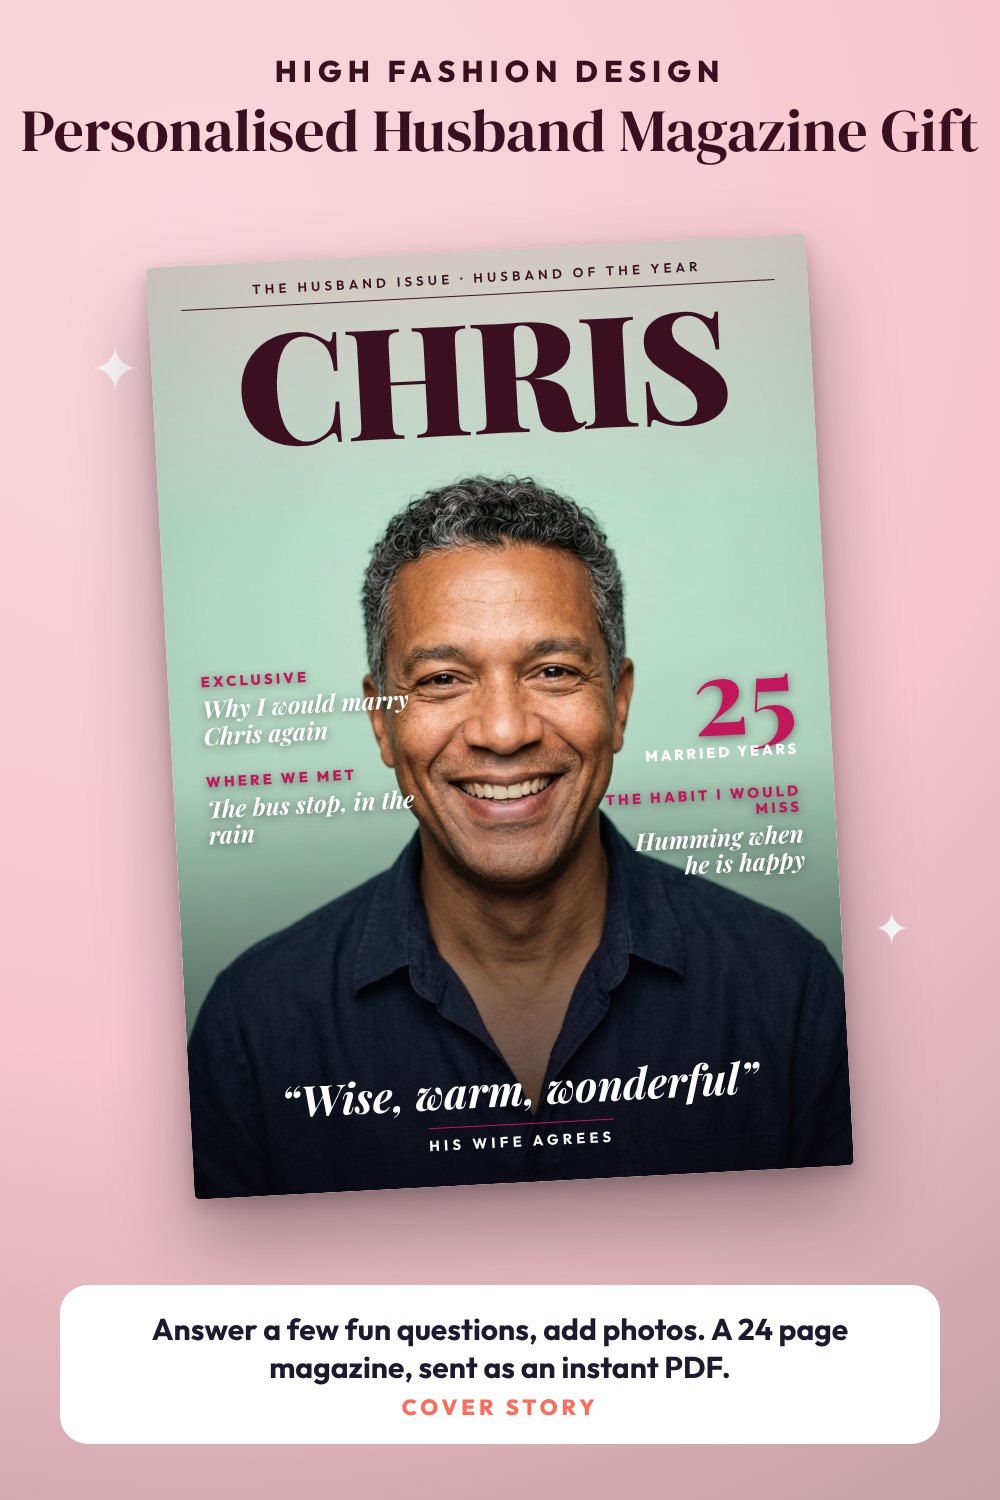 HIGH FASHION DESIGN
Personalised Husband Magazine Gift
THE HUSBAND ISSUE · HUSBAND OF THE YEAR
CHRIS
EXCLUSIVE
Why I would marry
Chris again
WHERE WE MET
The bus stop, in the
rain
25
MARRIED YEARS
THE HABIT I WOULD
MISS
Humming when
he is happy
“Wise, warm, wonderful”
HIS WIFE AGREES
Answer a few fun questions, add photos. A 24 page
magazine, sent as an instant PDF.
COVER STORY